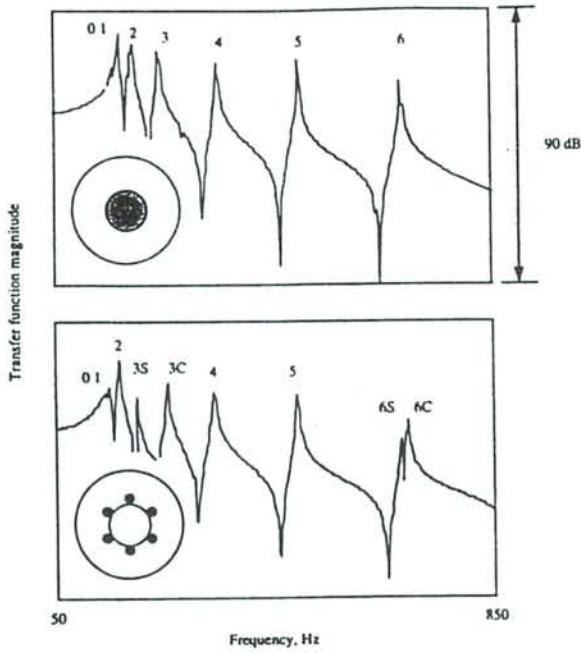 0 1 2 3 4 5 6
90 dB
Transfer function magnitude
0 1 2 3S 3C 4 5 6S 6C
50 850
Frequency, Hz